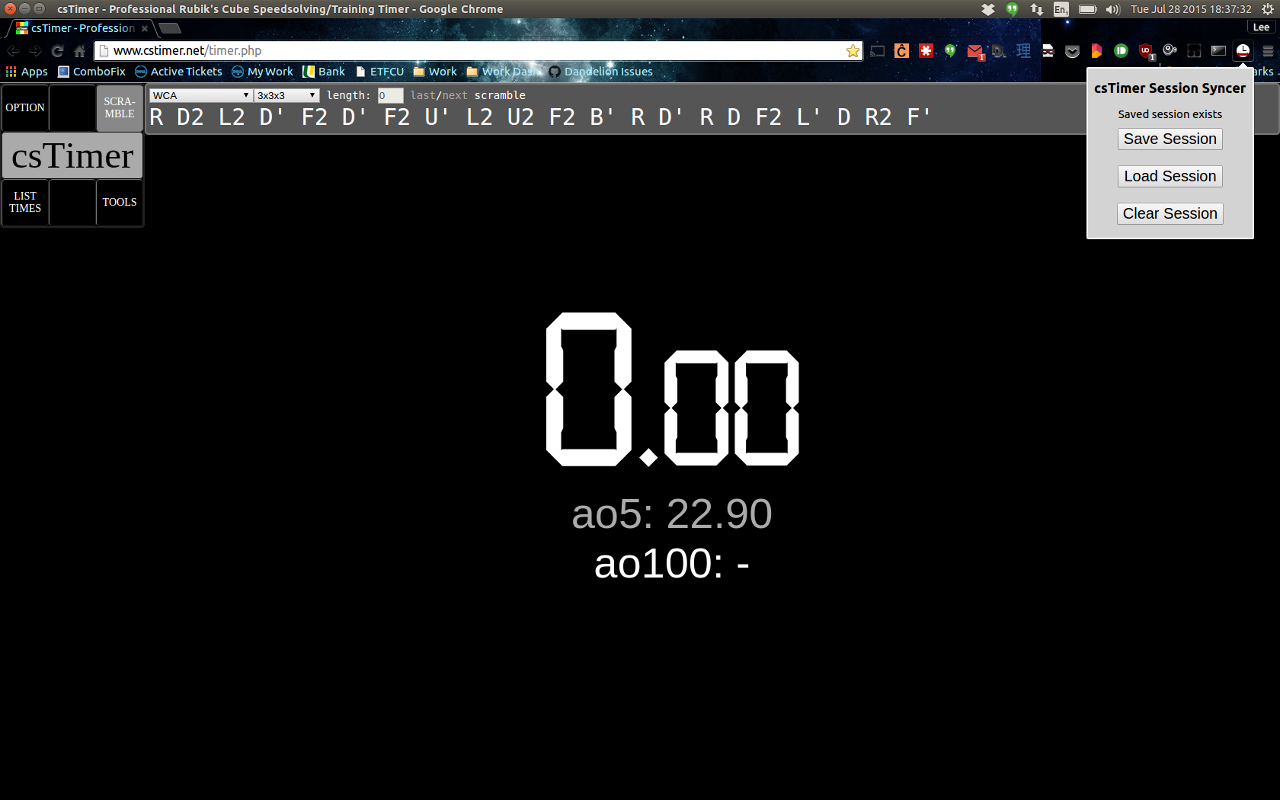 csTimer - Professional Rubik's Cube Speedsolving/Training Timer - Google Chrome
En₁
Tue Jul 28 2015 18:37:32
csTimer - Profession
Lee
www.cstimer.net/timer.php
Apps ComboFix Active Tickets My Work Bank ETFCU Work Work Dash Dandelion Issues
csTimer Session Syncer
Saved session exists
Save Session
Load Session
Clear Session
OPTION
SCRA-
MBLE
csTimer
LIST
TIMES
TOOLS
WCA 3x3x3 length: 0 last/next scramble
R D2 L2 D' F2 D' F2 U' L2 U2 F2 B' R D' R D F2 L' D R2 F'
0.00
ao5: 22.90
ao100: -